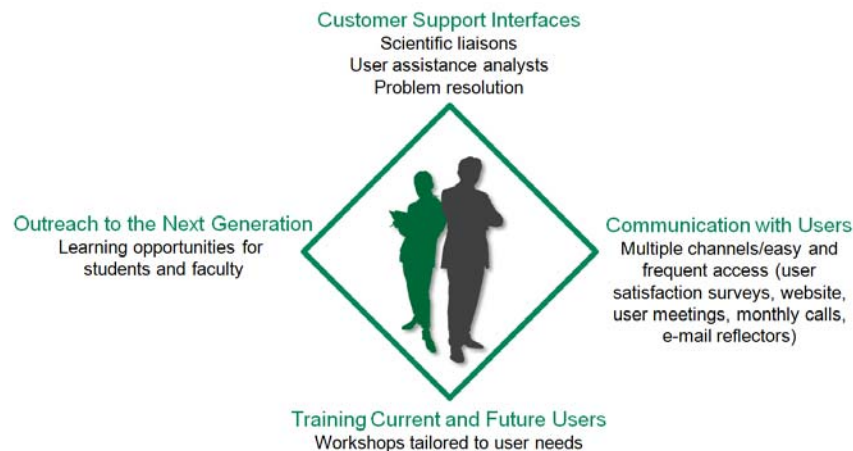 Customer Support Interfaces
Scientific liaisons
User assistance analysts
Problem resolution
Outreach to the Next Generation
Learning opportunities for
students and faculty
Communication with Users
Multiple channels/easy and
frequent access (user
satisfaction surveys, website,
user meetings, monthly calls,
e-mail reflectors)
Training Current and Future Users
Workshops tailored to user needs